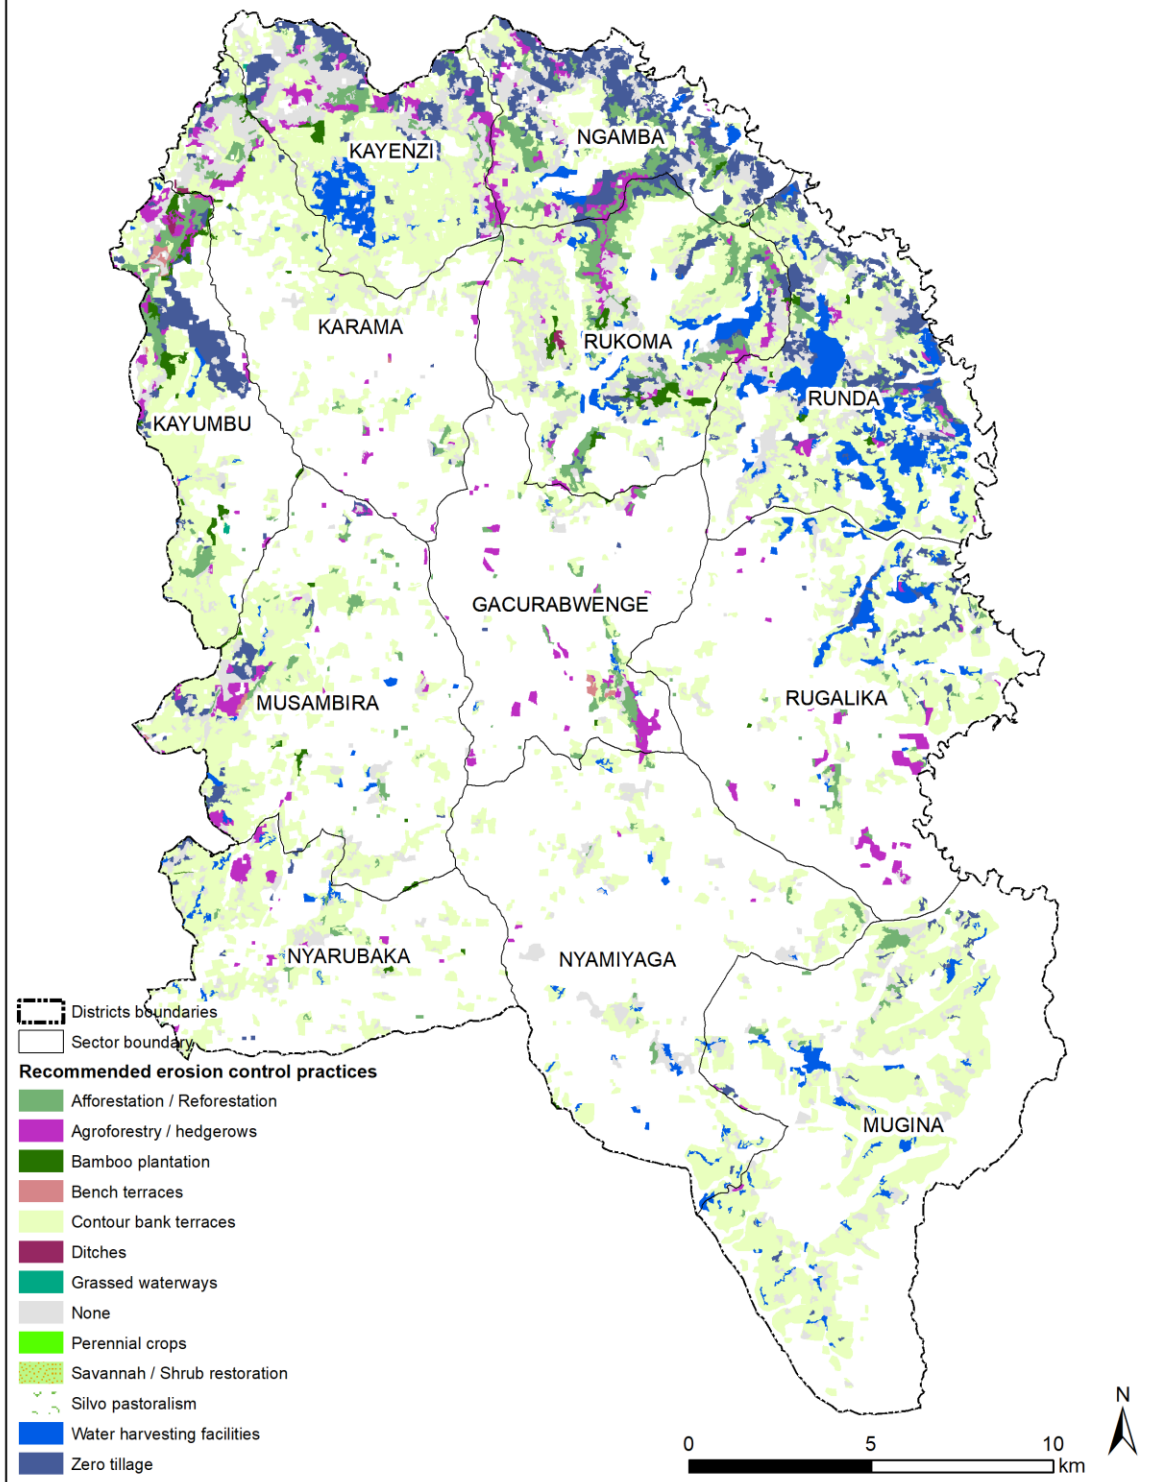 NGAMBA
KAYENZI
KARAMA
RUKOMA
RUNDA
KAYUMBU
GACURABWENGE
MUSAMBIRA
RUGALIKA
NYARUBAKA
NYAMIYAGA
MUGINA
Districts boundaries
Sector boundary
Recommended erosion control practices
Afforestation / Reforestation
Agroforestry / hedgerows
Bamboo plantation
Bench terraces
Contour bank terraces
Ditches
Grassed waterways
None
Perennial crops
Savannah / Shrub restoration
Silvo pastoralism
Water harvesting facilities
Zero tillage
N
0 5 10
km